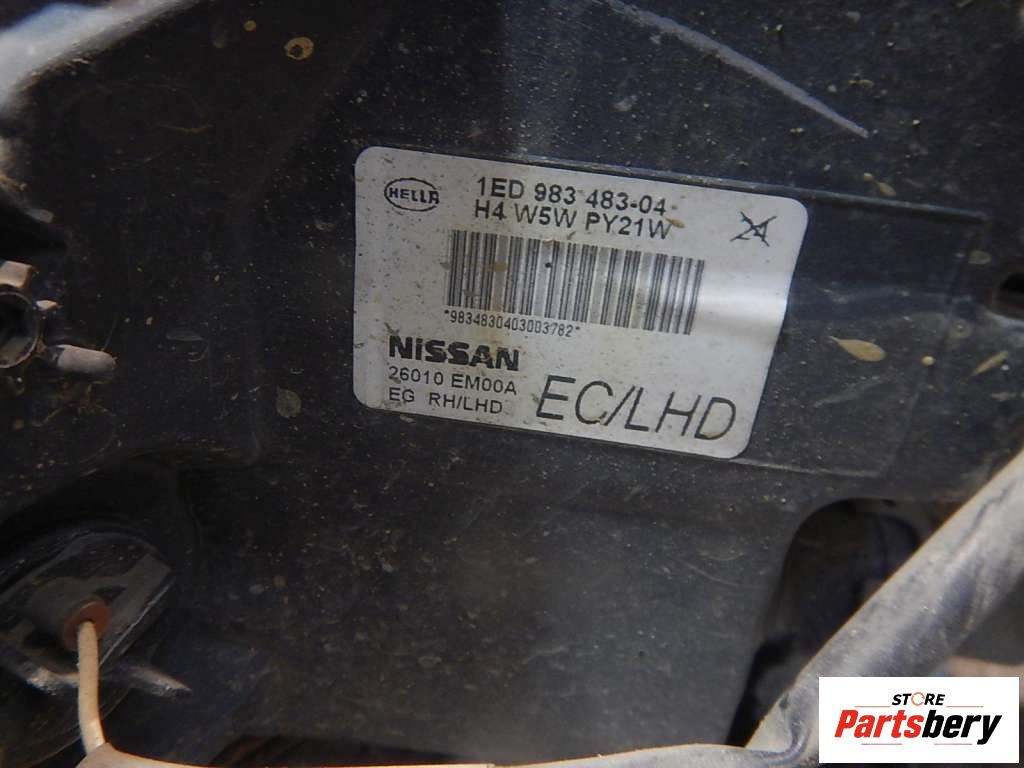 HELLA
1ED 983 483-04
H4 W5W PY21W
24
*9834830403003782*
NISSAN
26010 EM00A
EG RH/LHD
EC/LHD
STORE
Partsbery